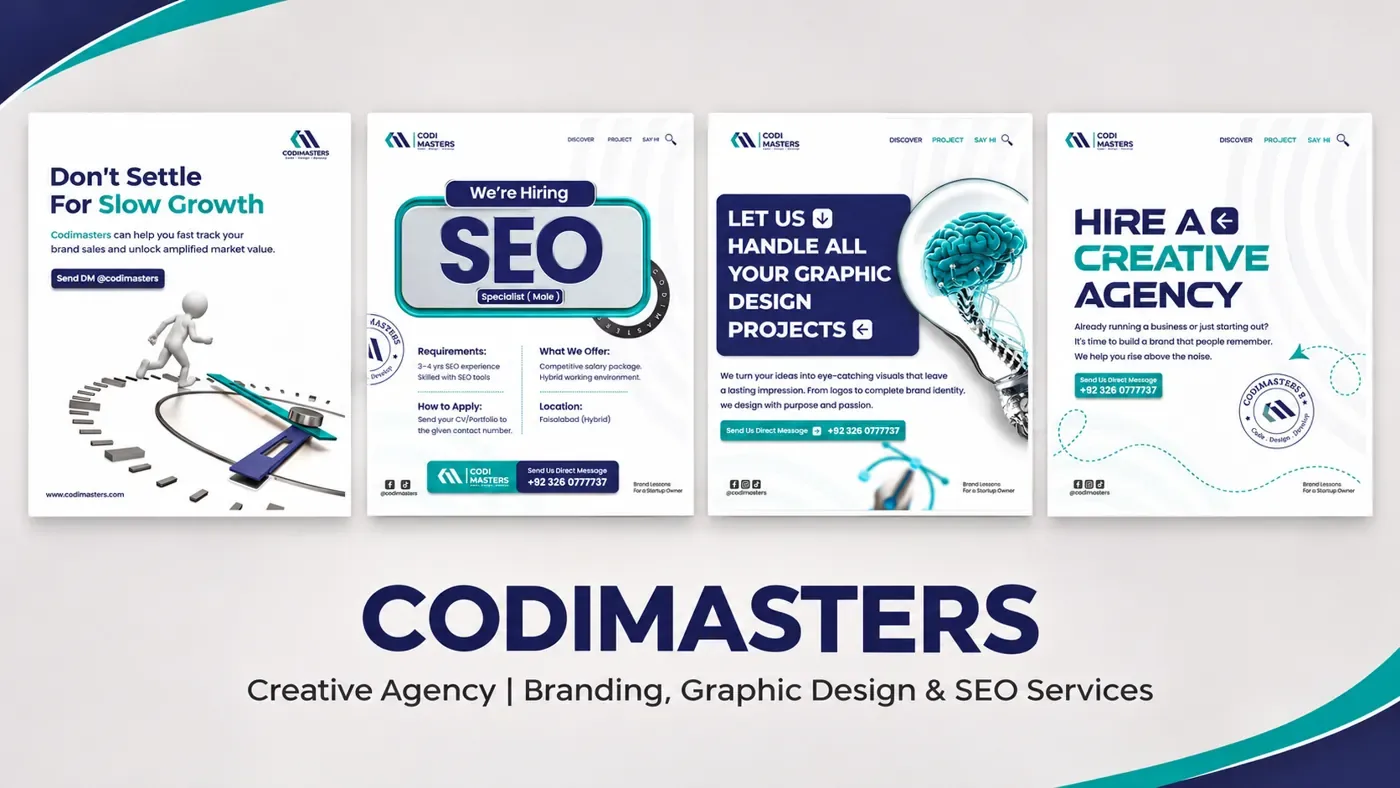 CODIMASTERS
Code - Design - Develop
Don't Settle
For Slow Growth
Codimasters can help you fast track your
brand sales and unlock amplified market value.
Send DM @codimasters
www.codimasters.com
CODI
MASTERS
DISCOVER PROJECT SAY HI
We're Hiring
SEO
Specialist ( Male )
Requirements:
3-4 yrs SEO experience
Skilled with SEO tools
What We Offer:
Competitive salary package.
Hybrid working environment.
How to Apply:
Send your CV/Portfolio to
the given contact number.
Location:
Faisalabad (Hybrid)
CODI
MASTERS
Send Us Direct Message
+92 326 0777737
@codimasters
Brand Lessons
For a Startup Owner
CODI
MASTERS
DISCOVER PROJECT SAY HI
LET US
HANDLE ALL
YOUR GRAPHIC
DESIGN
PROJECTS
We turn your ideas into eye-catching visuals that leave
a lasting impression. From logos to complete brand identity,
we design with purpose and passion.
Send Us Direct Message +92 326 0777737
@codimasters
Brand Lessons
For a Startup Owner
CODI
MASTERS
DISCOVER PROJECT SAY HI
HIRE A
CREATIVE
AGENCY
Already running a business or just starting out?
It's time to build a brand that people remember.
We help you rise above the noise.
Send Us Direct Message
+92 326 0777737
CODIMASTERS
Code . Design . Develop
@codimasters
Brand Lessons
For a Startup Owner
CODIMASTERS
Creative Agency | Branding, Graphic Design & SEO Services